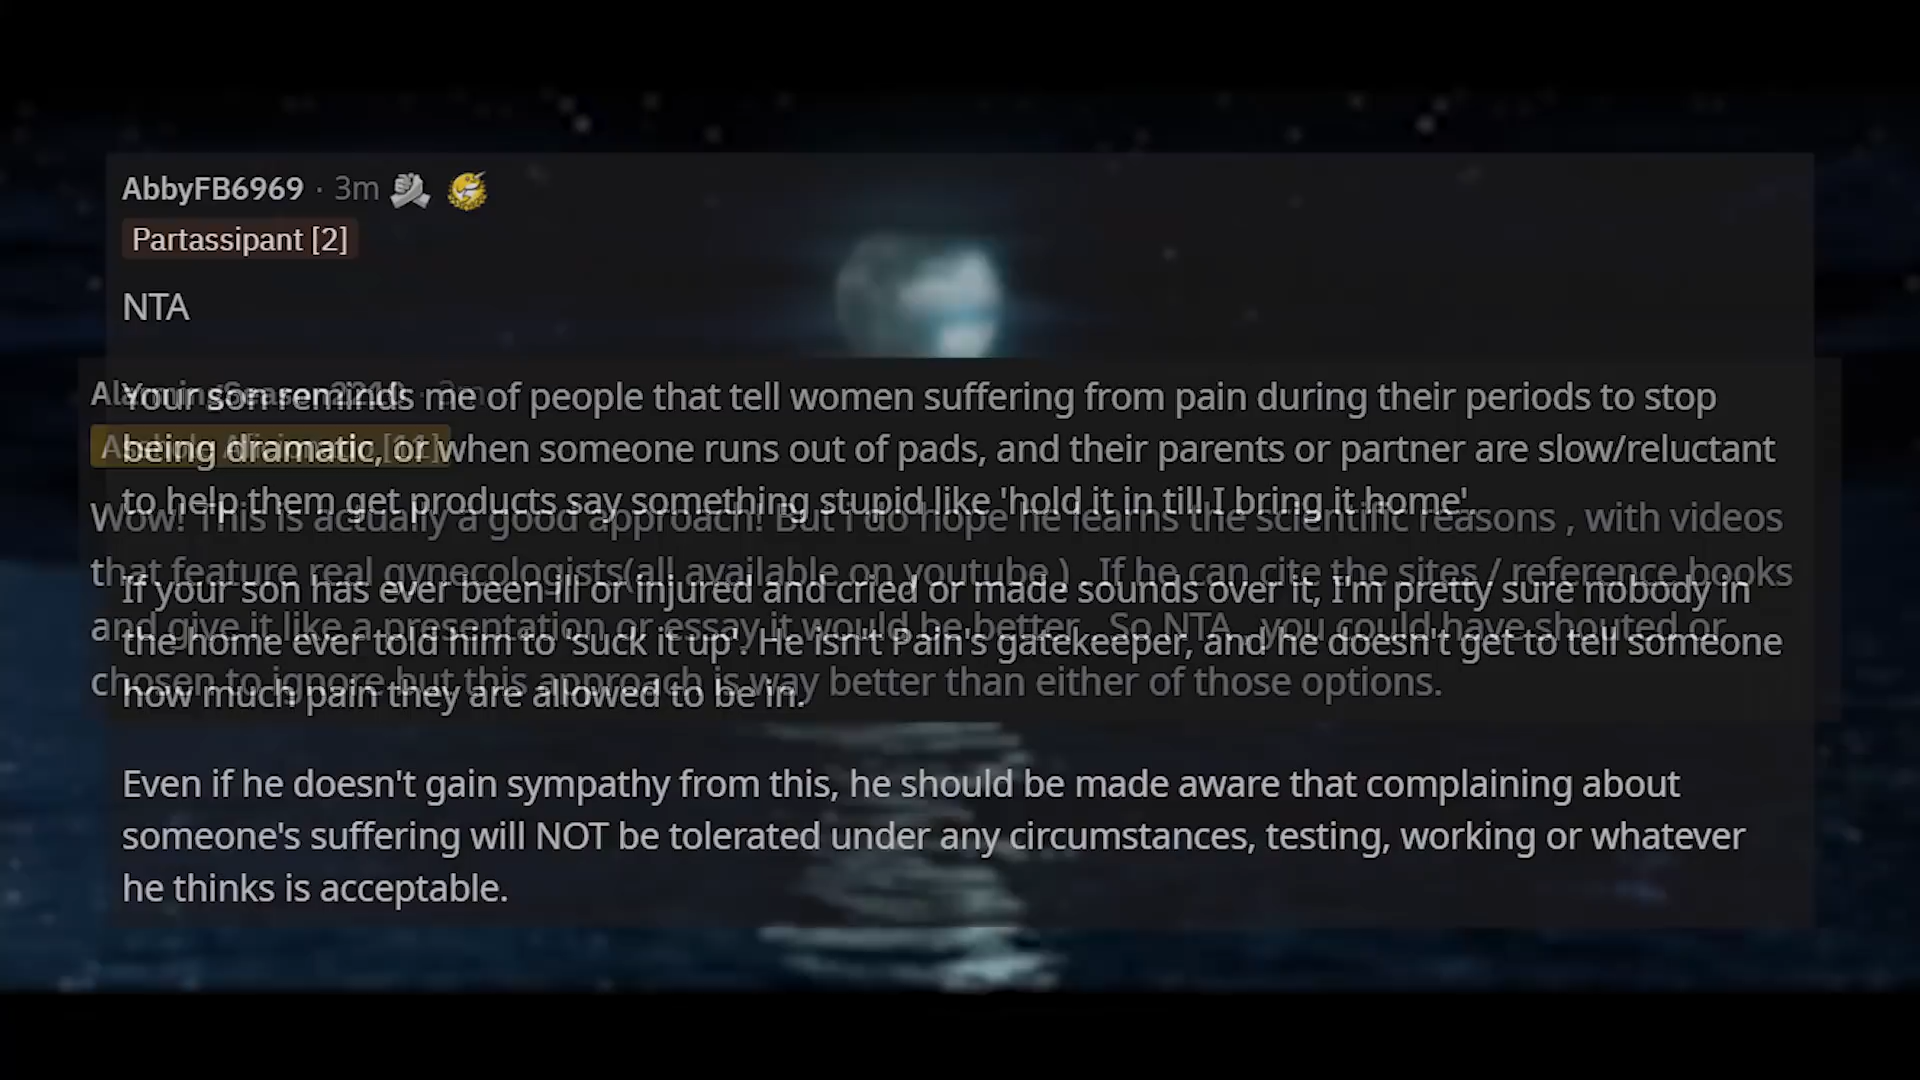 AbbyFB6969 · 3m
Partassipant [2]
NTA
Your son reminds me of people that tell women suffering from pain during their periods to stop
being dramatic, or when someone runs out of pads, and their parents or partner are slow/reluctant
to help them get products say something stupid like 'hold it in till I bring it home'.
If your son has ever been ill or injured and cried or made sounds over it, I'm pretty sure nobody in
the home ever told him to 'suck it up'. He isn't Pain's gatekeeper, and he doesn't get to tell someone
how much pain they are allowed to be in.
Even if he doesn't gain sympathy from this, he should be made aware that complaining about
someone's suffering will NOT be tolerated under any circumstances, testing, working or whatever
he thinks is acceptable.
3m
[11]
Wow! This is actually a good approach! But i do hope he learns the scientific reasons , with videos
that feature real gynecologists(all available on youtube ) . If he can cite the sites / reference books
and give it like a presentation or essay it would be better . So NTA , you could have shouted or
chosen to ignore but this approach is way better than either of those options.